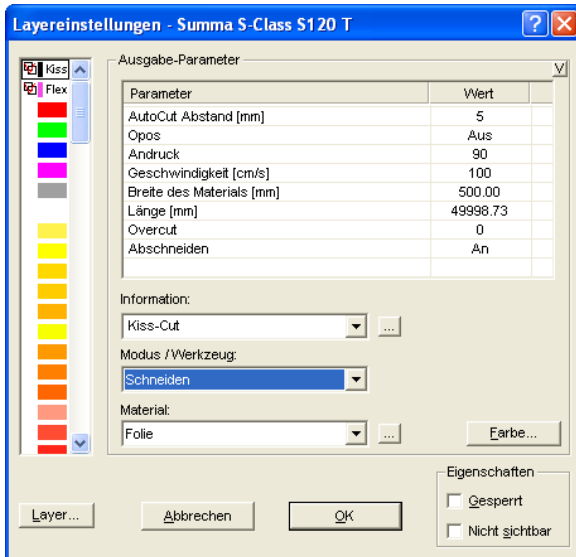 Layereinstellungen - Summa S-Class S120 T
Kiss
Flex
Ausgabe-Parameter
V
Parameter Wert
AutoCut Abstand [mm] 5
Opos Aus
Andruck 90
Geschwindigkeit [cm/s] 100
Breite des Materials [mm] 500.00
Länge [mm] 49998.73
Overcut 0
Abschneiden An
Information:
Kiss-Cut ...
Modus / Werkzeug:
Schneiden
Material:
Folie ...
Farbe...
Eigenschaften
Gesperrt
Nicht sichtbar
Layer... Abbrechen OK